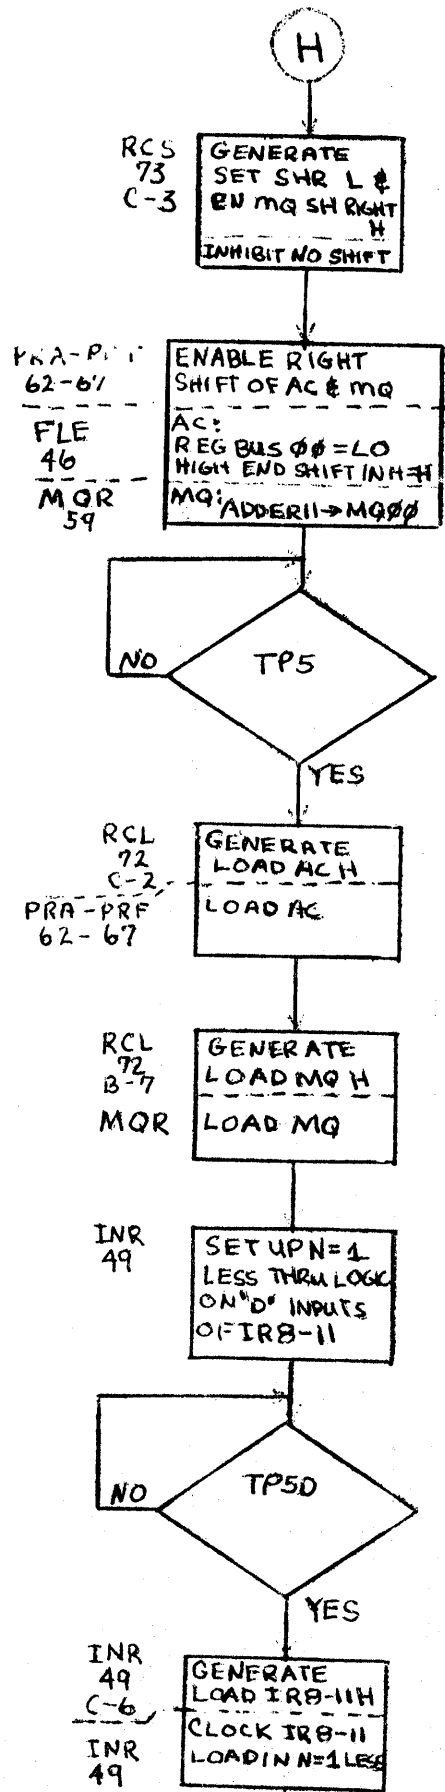 H
RCS
73
C-3
GENERATE
SET SHR L &
EN MQ SH RIGHT
H
INHIBIT NO SHIFT
62-67
ENABLE RIGHT
SHIFT OF AC & MQ
FLE
46
AC:
REG BUS ØØ=LO
HIGH END SHIFT IN H=H
MQR
59
MQ: ADDER11→MQØØ
TP5
NO
YES
RCL
72
C-2
GENERATE
LOAD AC H
PRA-PRF
62-67
LOAD AC
RCL
72
B-7
GENERATE
LOAD MQ H
MQR
LOAD MQ
INR
49
SET UP N=1
LESS THRU LOGIC
ON "D" INPUTS
OF IR8-11
TP5D
NO
YES
INR
49
C-6
GENERATE
LOAD IR8-11H
INR
49
CLOCK IR8-11
LOAD IN N=1 LESS